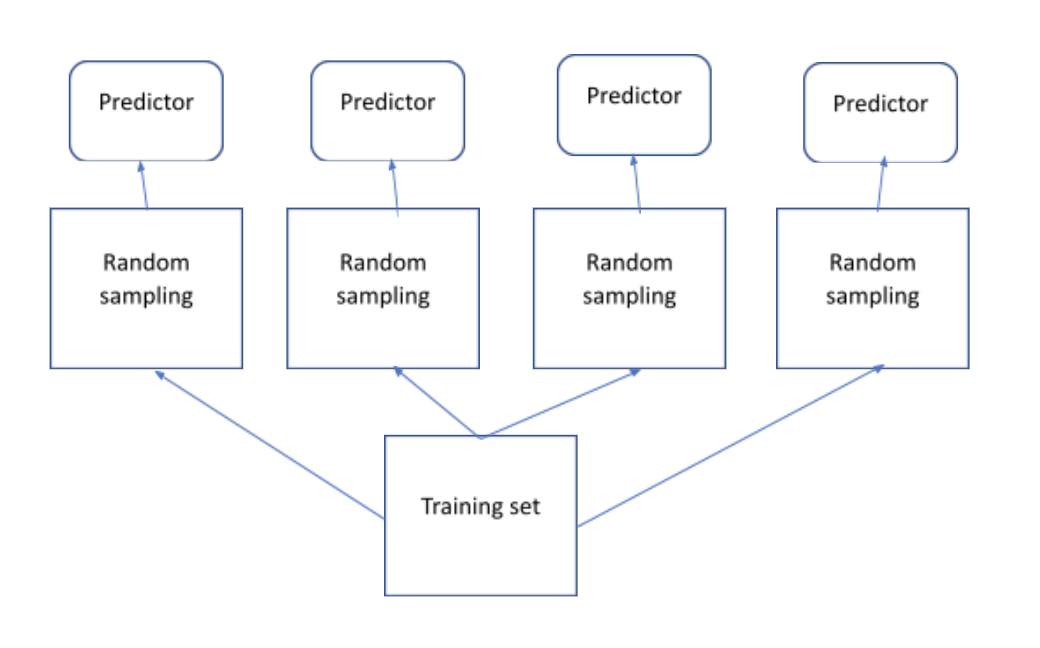 Predictor
Predictor
Predictor
Predictor
Random
sampling
Random
sampling
Random
sampling
Random
sampling
Training set